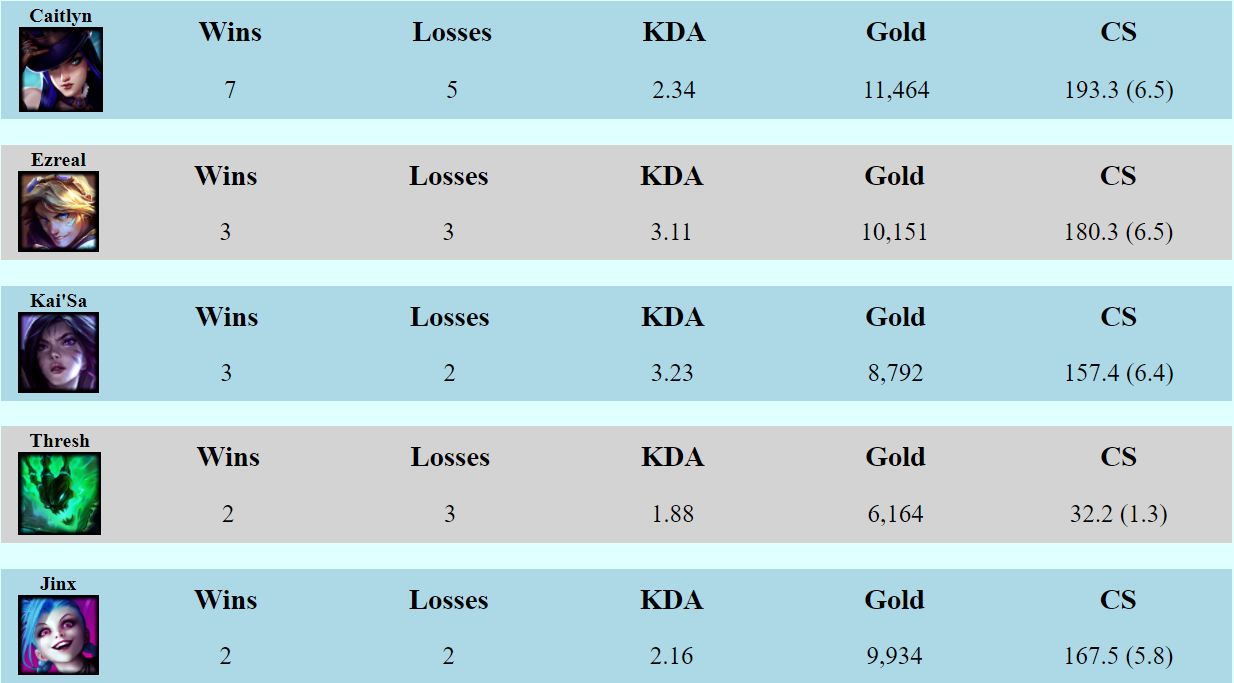 Caitlyn
Wins Losses KDA Gold CS
7 5 2.34 11,464 193.3 (6.5)
Ezreal
Wins Losses KDA Gold CS
3 3 3.11 10,151 180.3 (6.5)
Kai'Sa
Wins Losses KDA Gold CS
3 2 3.23 8,792 157.4 (6.4)
Thresh
Wins Losses KDA Gold CS
2 3 1.88 6,164 32.2 (1.3)
Jinx
Wins Losses KDA Gold CS
2 2 2.16 9,934 167.5 (5.8)